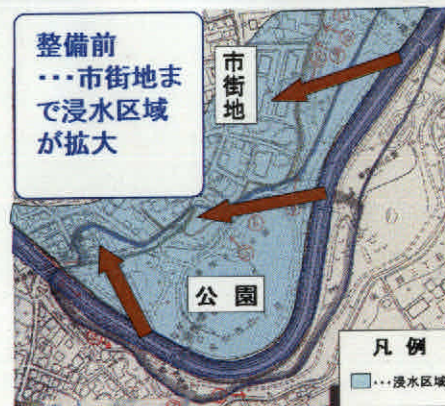 整備前
・・・市街地ま
で浸水区域
が拡大
市街地
公園
凡例
・・・浸水区域